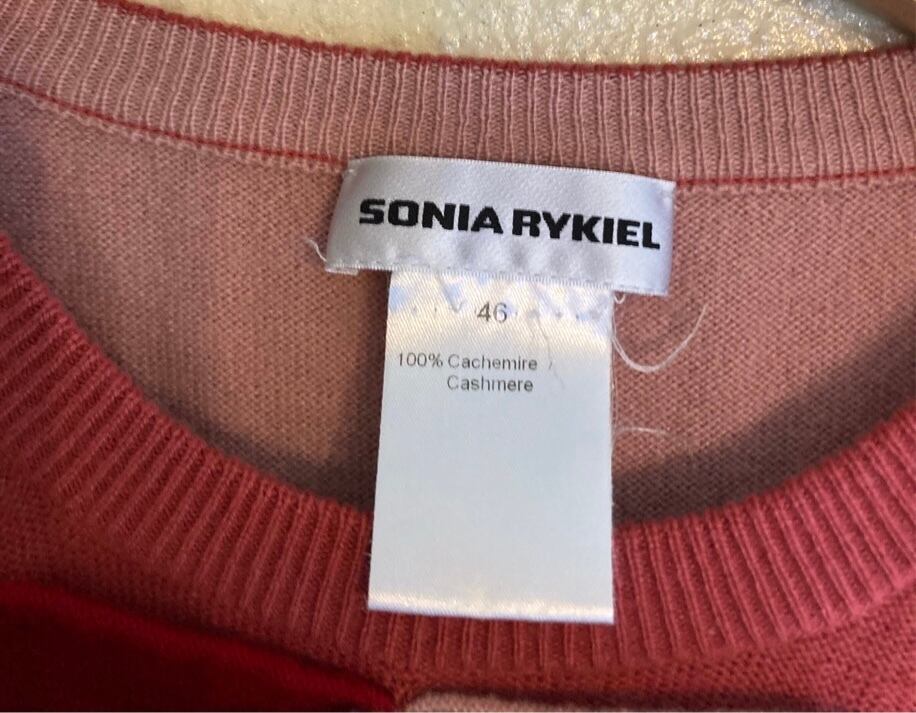 SONIA RYKIEL
46
100% Cachemire
Cashmere